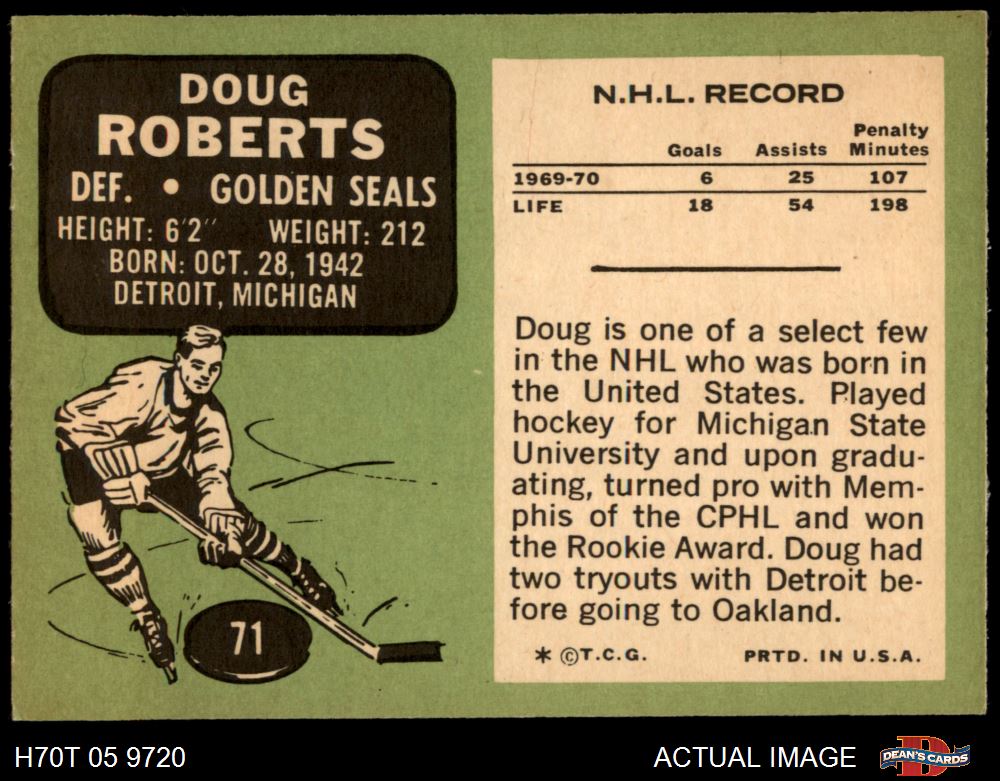 DOUG
ROBERTS
DEF. • GOLDEN SEALS
HEIGHT: 6'2" WEIGHT: 212
BORN: OCT. 28, 1942
DETROIT, MICHIGAN
71
N.H.L. RECORD
Goals Assists Penalty Minutes
1969-70 6 25 107
LIFE 18 54 198
Doug is one of a select few
in the NHL who was born in
the United States. Played
hockey for Michigan State
University and upon gradu-
ating, turned pro with Mem-
phis of the CPHL and won
the Rookie Award. Doug had
two tryouts with Detroit be-
fore going to Oakland.
* ©T.C.G. PRTD. IN U.S.A.
H70T 05 9720 ACTUAL IMAGE DEAN'S CARDS